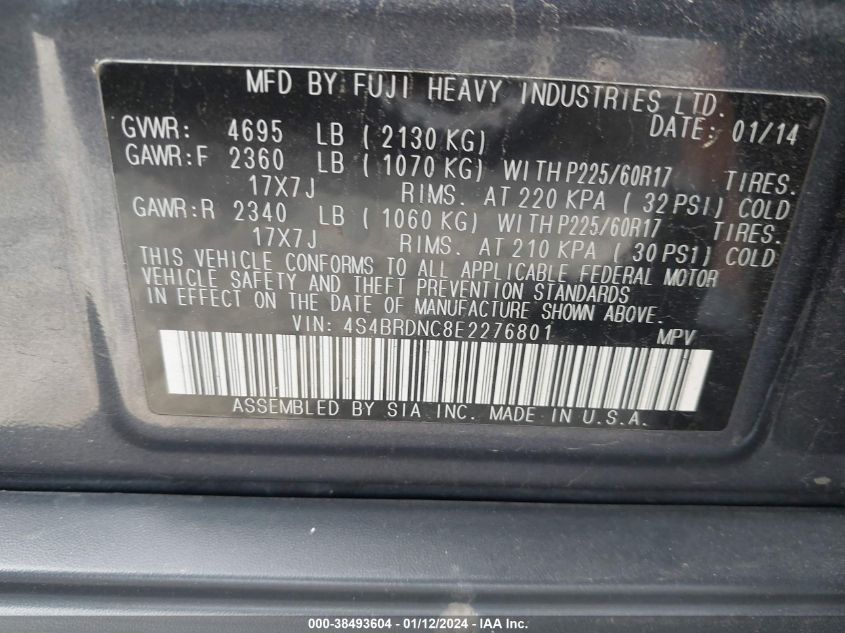 MFD BY FUJI HEAVY INDUSTRIES LTD.
DATE: 01/14
GVWR: 4695 LB ( 2130 KG)
GAWR:F 2360 LB ( 1070 KG) WITH P225/60R17 TIRES.
17X7J RIMS. AT 220 KPA ( 32 PSI) COLD
GAWR:R 2340 LB ( 1060 KG) WITH P225/60R17 TIRES.
17X7J RIMS. AT 210 KPA ( 30 PSI) COLD
THIS VEHICLE CONFORMS TO ALL APPLICABLE FEDERAL MOTOR
VEHICLE SAFETY AND THEFT PREVENTION STANDARDS
IN EFFECT ON THE DATE OF MANUFACTURE SHOWN ABOVE.
VIN: 4S4BRDNC8E2276801 MPV
ASSEMBLED BY SIA INC. MADE IN U.S.A.
000-38493604 - 01/12/2024 - IAA Inc.